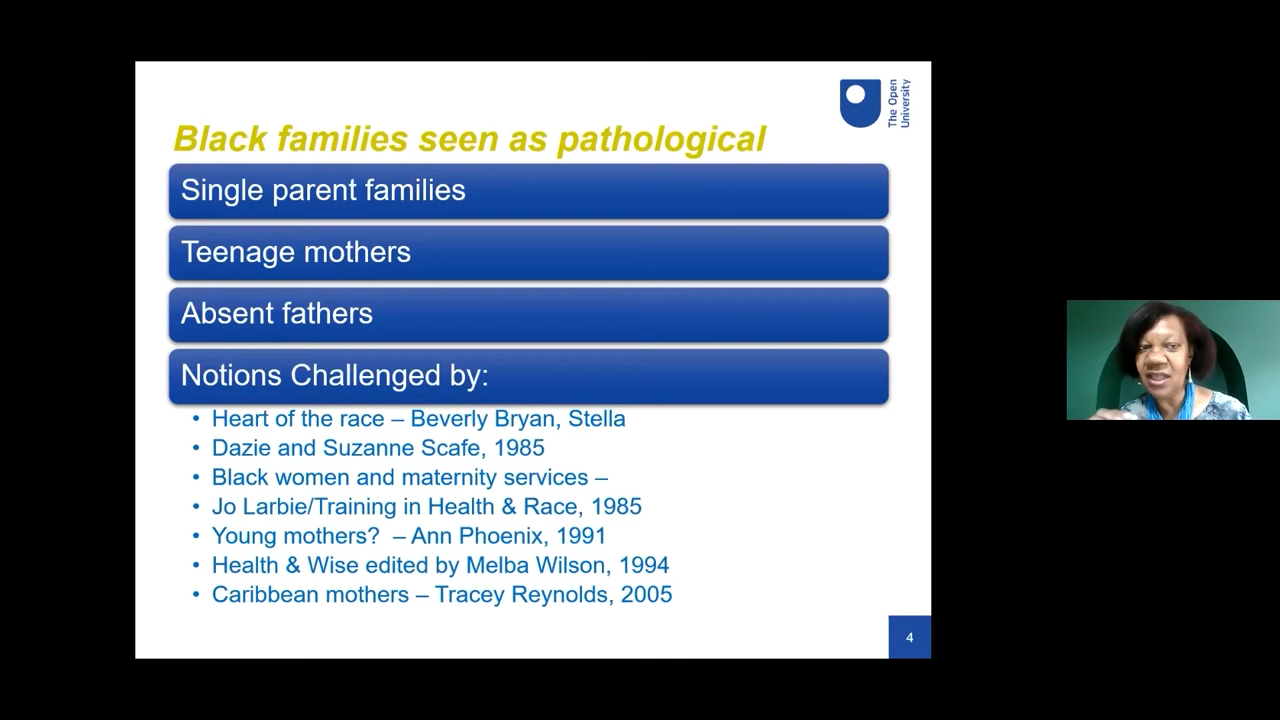 The Open
University
Black families seen as pathological
Single parent families
Teenage mothers
Absent fathers
Notions Challenged by:
• Heart of the race – Beverly Bryan, Stella
• Dazie and Suzanne Scafe, 1985
• Black women and maternity services –
• Jo Larbie/Training in Health & Race, 1985
• Young mothers?  – Ann Phoenix, 1991
• Health & Wise edited by Melba Wilson, 1994
• Caribbean mothers – Tracey Reynolds, 2005
4